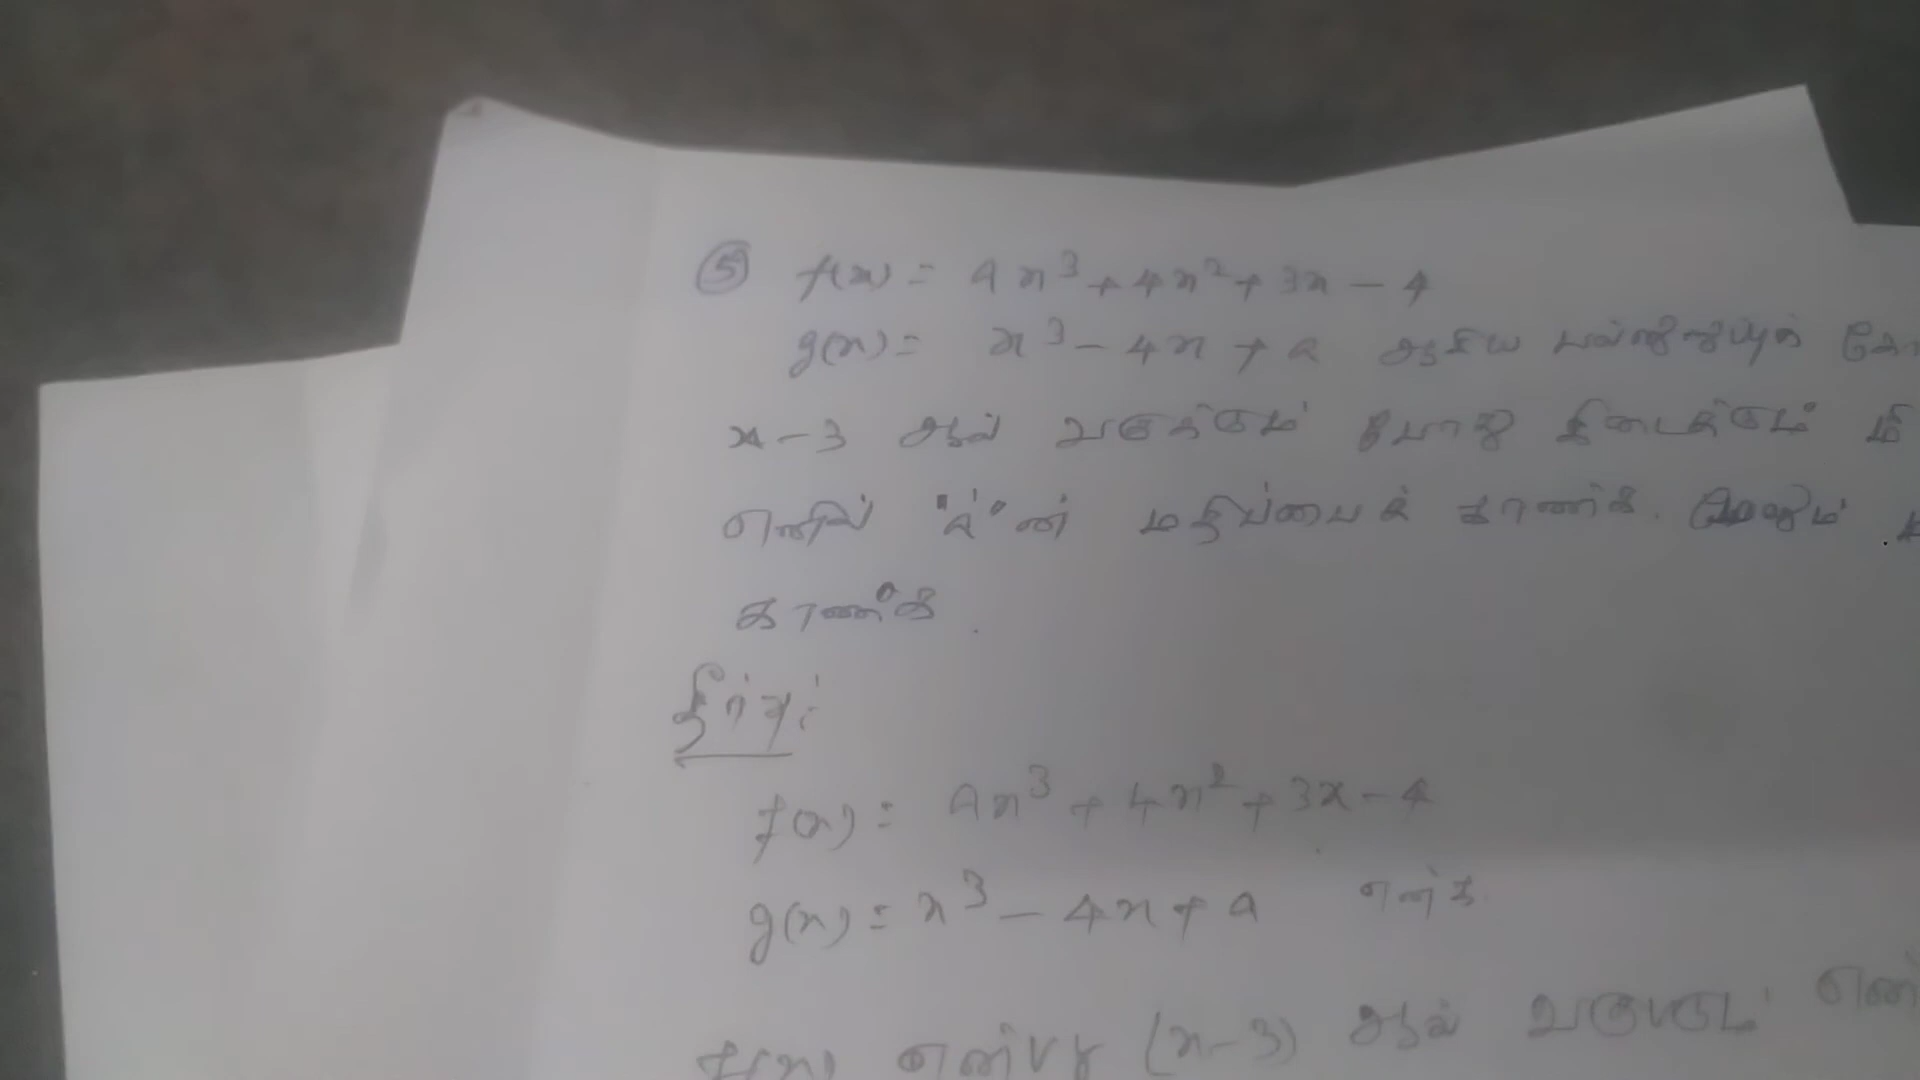 ⑤ f(x) = ax³ + 4x² + 3x - 4
g(x) = x³ - 4x + a ஆகிய பல்லுறுப்புக்
x - 3 ஆல் வகுக்கும் போது கிடைக்கும் மீ
எனில் "a" ன் மதிப்பைக் காண்க. மேலும்
காண்க.
தீர்வு:
f(x) = ax³ + 4x² + 3x - 4
g(x) = x³ - 4x + a என்க
f(x) என்பது (x-3) ஆல் வகுபடும்